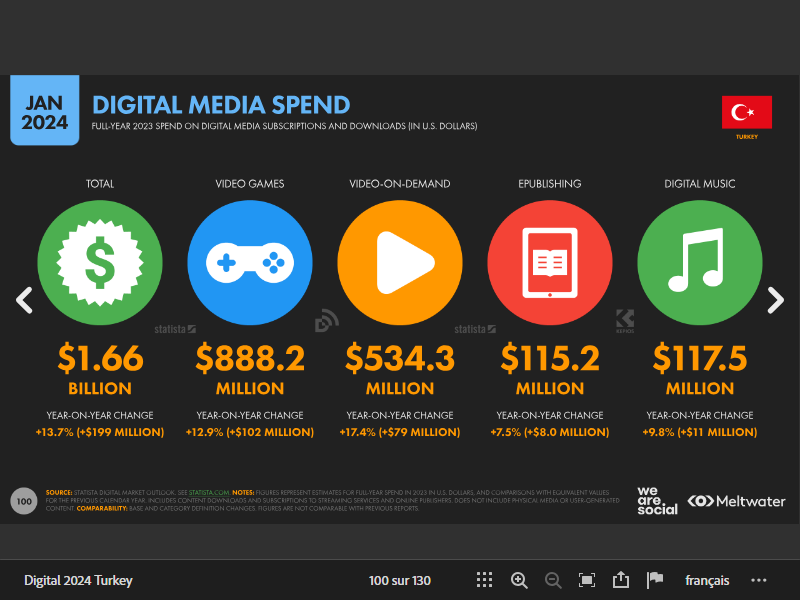 JAN
2024
DIGITAL MEDIA SPEND
FULL-YEAR 2023 SPEND ON DIGITAL MEDIA SUBSCRIPTIONS AND DOWNLOADS (IN U.S. DOLLARS)
TURKEY
TOTAL
VIDEO GAMES
VIDEO-ON-DEMAND
EPUBLISHING
DIGITAL MUSIC
$
statista
statista
KEPIOS
$1.66
BILLION
YEAR-ON-YEAR CHANGE
+13.7% (+$199 MILLION)
$888.2
MILLION
YEAR-ON-YEAR CHANGE
+12.9% (+$102 MILLION)
$534.3
MILLION
YEAR-ON-YEAR CHANGE
+17.4% (+$79 MILLION)
$115.2
MILLION
YEAR-ON-YEAR CHANGE
+7.5% (+$8.0 MILLION)
$117.5
MILLION
YEAR-ON-YEAR CHANGE
+9.8% (+$11 MILLION)
100
SOURCE: STATISTA DIGITAL MARKET OUTLOOK. SEE STATISTA.COM. NOTES: FIGURES REPRESENT ESTIMATES FOR FULL-YEAR SPEND IN 2023 IN U.S. DOLLARS, AND COMPARISONS WITH EQUIVALENT VALUES
FOR THE PREVIOUS CALENDAR YEAR. INCLUDES CONTENT DOWNLOADS AND SUBSCRIPTIONS TO STREAMING SERVICES AND ONLINE PUBLISHERS. DOES NOT INCLUDE PHYSICAL MEDIA OR USER-GENERATED
CONTENT. COMPARABILITY: BASE AND CATEGORY DEFINITION CHANGES. FIGURES ARE NOT COMPARABLE WITH PREVIOUS REPORTS.
we
are.
social
Meltwater
Digital 2024 Turkey
100 sur 130
français